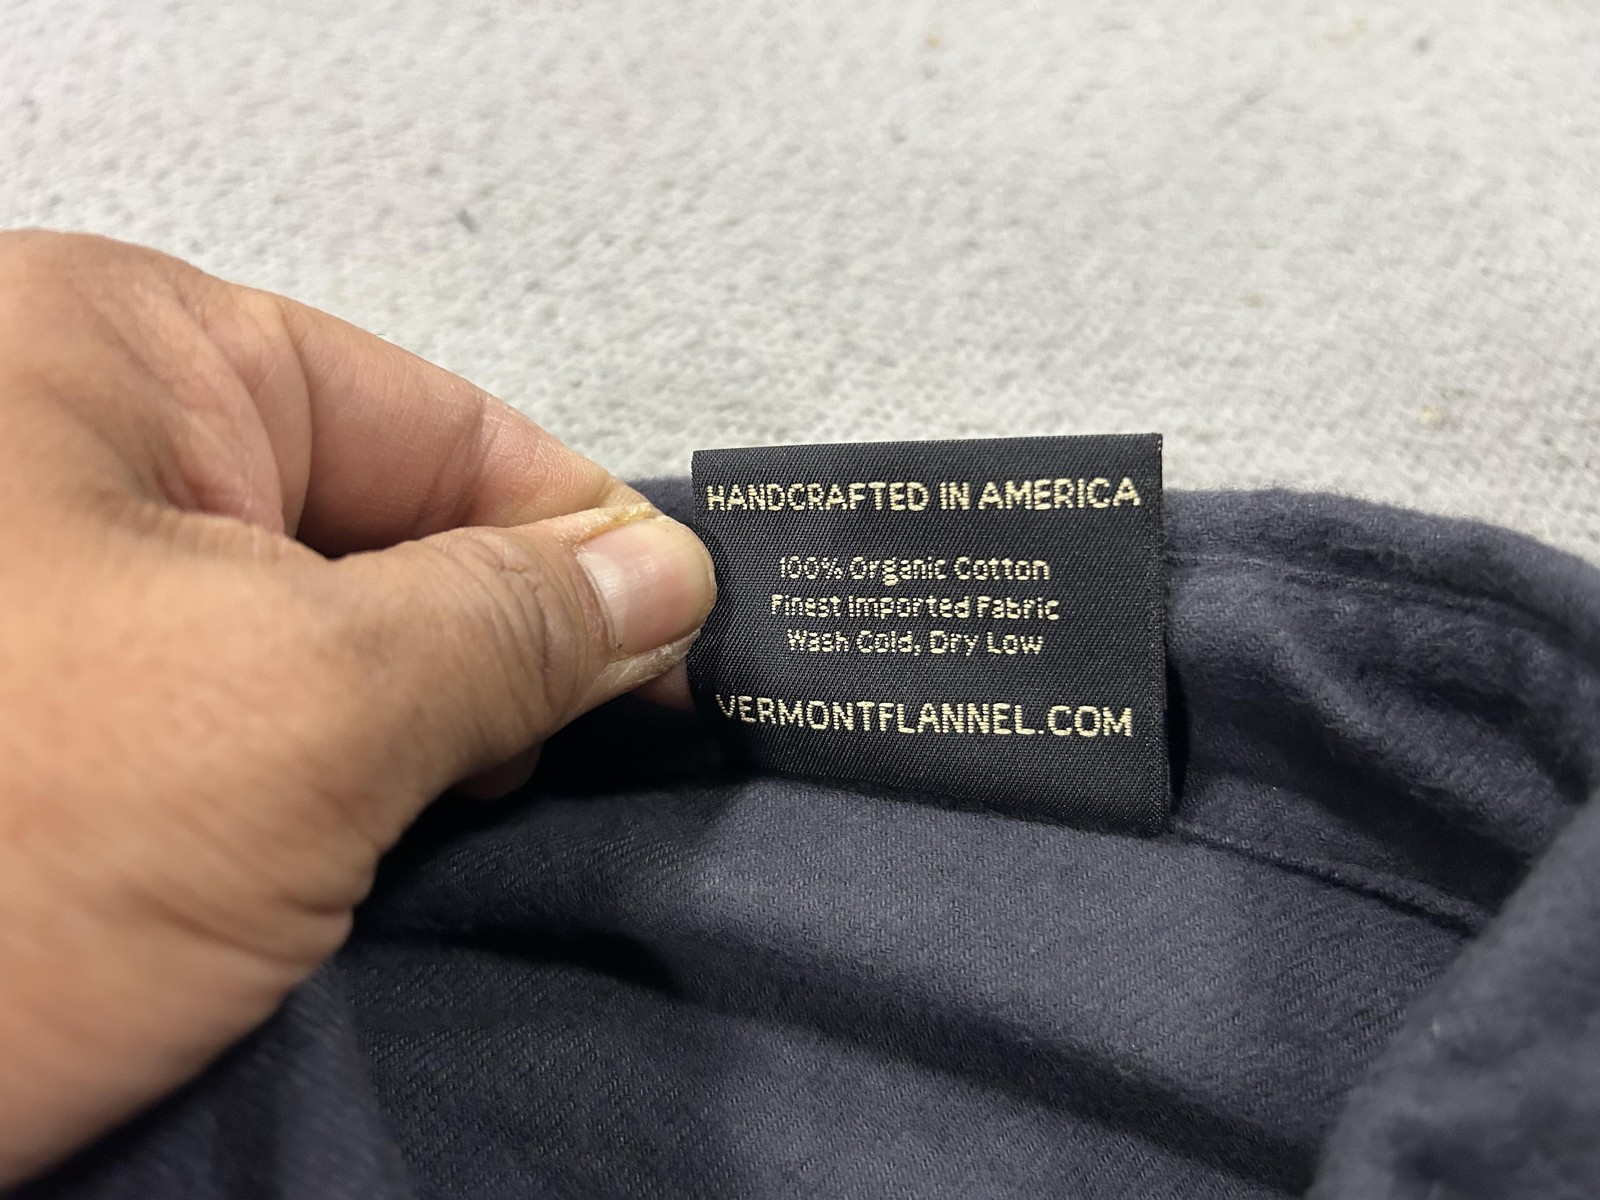 HANDCRAFTED IN AMERICA
100% Organic Cotton
Finest Imported Fabric
Wash Cold, Dry Low
VERMONTFLANNEL.COM